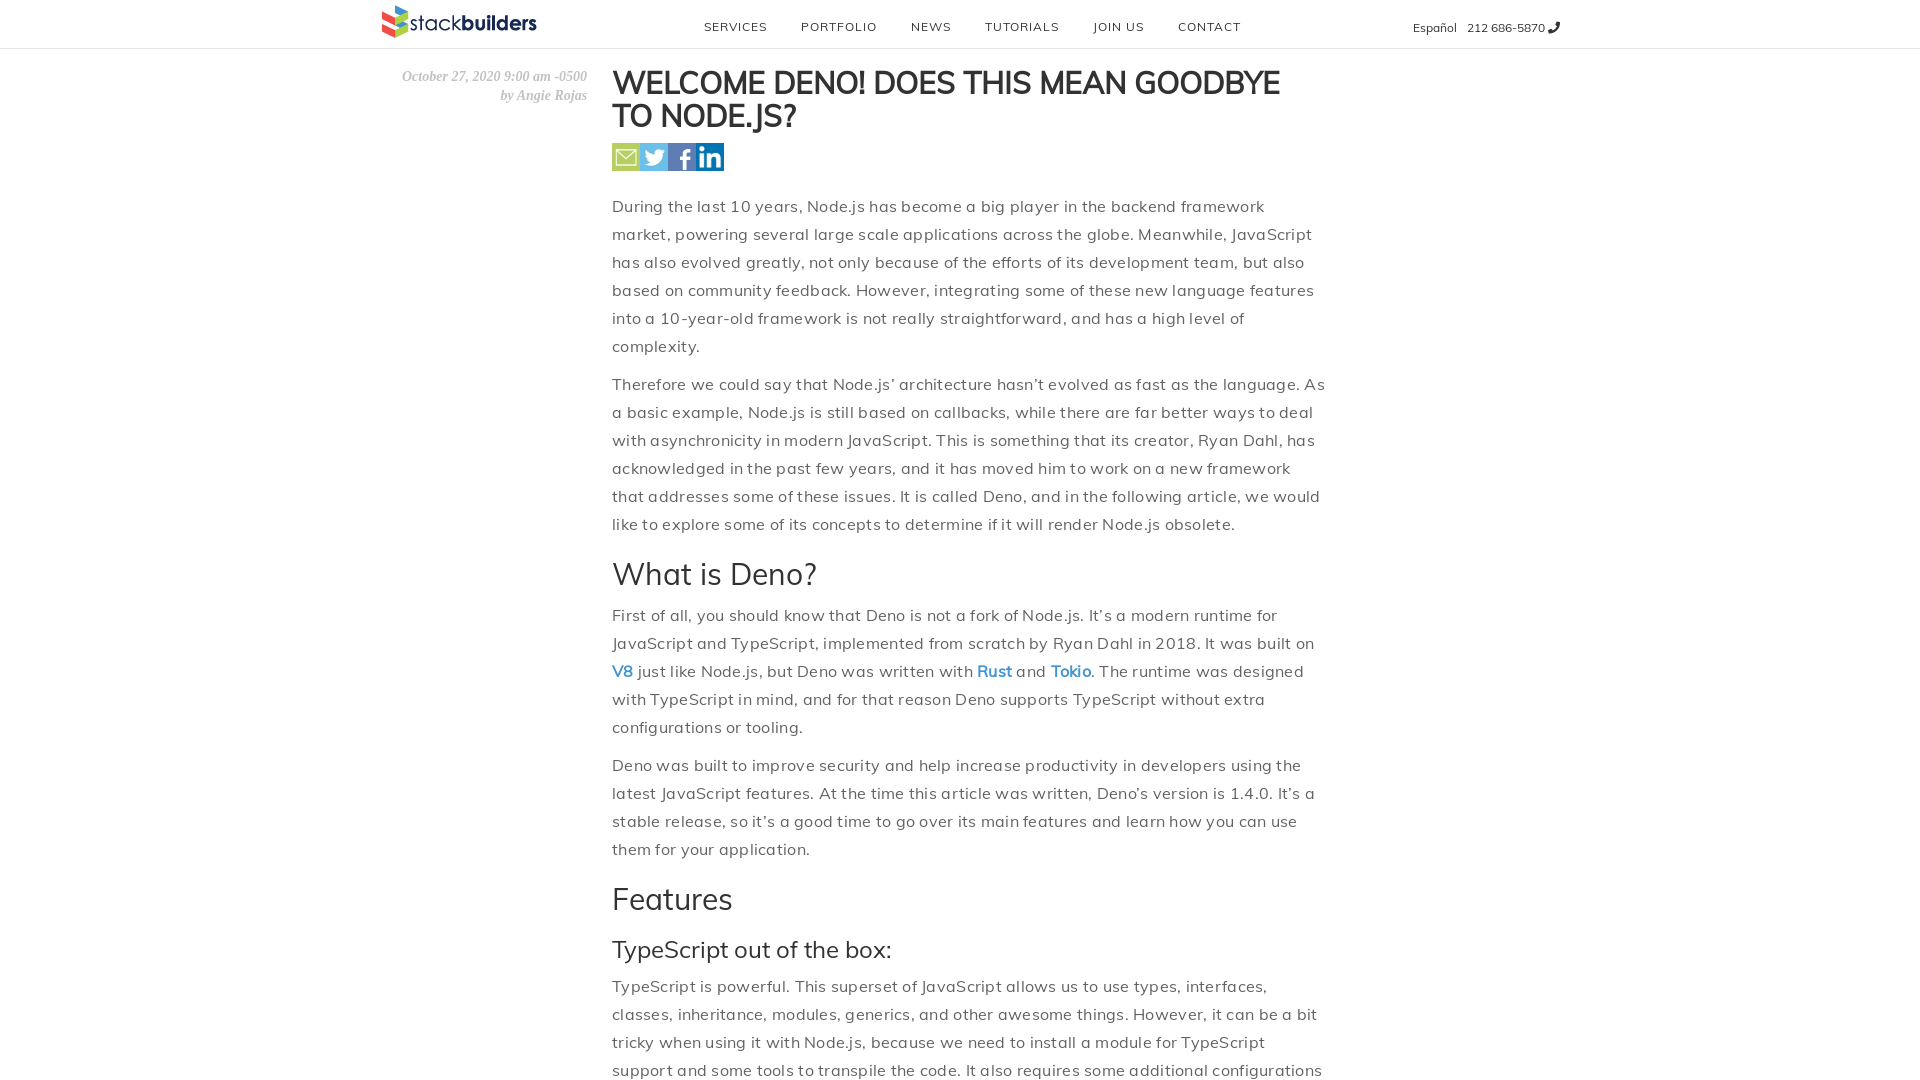 stackbuilders
SERVICES PORTFOLIO NEWS TUTORIALS JOIN US CONTACT
Español 212 686-5870
October 27, 2020 9:00 am -0500
by Angie Rojas
WELCOME DENO! DOES THIS MEAN GOODBYE
TO NODE.JS?
During the last 10 years, Node.js has become a big player in the backend framework
market, powering several large scale applications across the globe. Meanwhile, JavaScript
has also evolved greatly, not only because of the efforts of its development team, but also
based on community feedback. However, integrating some of these new language features
into a 10-year-old framework is not really straightforward, and has a high level of
complexity.
Therefore we could say that Node.js’ architecture hasn’t evolved as fast as the language. As
a basic example, Node.js is still based on callbacks, while there are far better ways to deal
with asynchronicity in modern JavaScript. This is something that its creator, Ryan Dahl, has
acknowledged in the past few years, and it has moved him to work on a new framework
that addresses some of these issues. It is called Deno, and in the following article, we would
like to explore some of its concepts to determine if it will render Node.js obsolete.
What is Deno?
First of all, you should know that Deno is not a fork of Node.js. It’s a modern runtime for
JavaScript and TypeScript, implemented from scratch by Ryan Dahl in 2018. It was built on
V8 just like Node.js, but Deno was written with Rust and Tokio. The runtime was designed
with TypeScript in mind, and for that reason Deno supports TypeScript without extra
configurations or tooling.
Deno was built to improve security and help increase productivity in developers using the
latest JavaScript features. At the time this article was written, Deno’s version is 1.4.0. It’s a
stable release, so it’s a good time to go over its main features and learn how you can use
them for your application.
Features
TypeScript out of the box:
TypeScript is powerful. This superset of JavaScript allows us to use types, interfaces,
classes, inheritance, modules, generics, and other awesome things. However, it can be a bit
tricky when using it with Node.js, because we need to install a module for TypeScript
support and some tools to transpile the code. It also requires some additional configurations